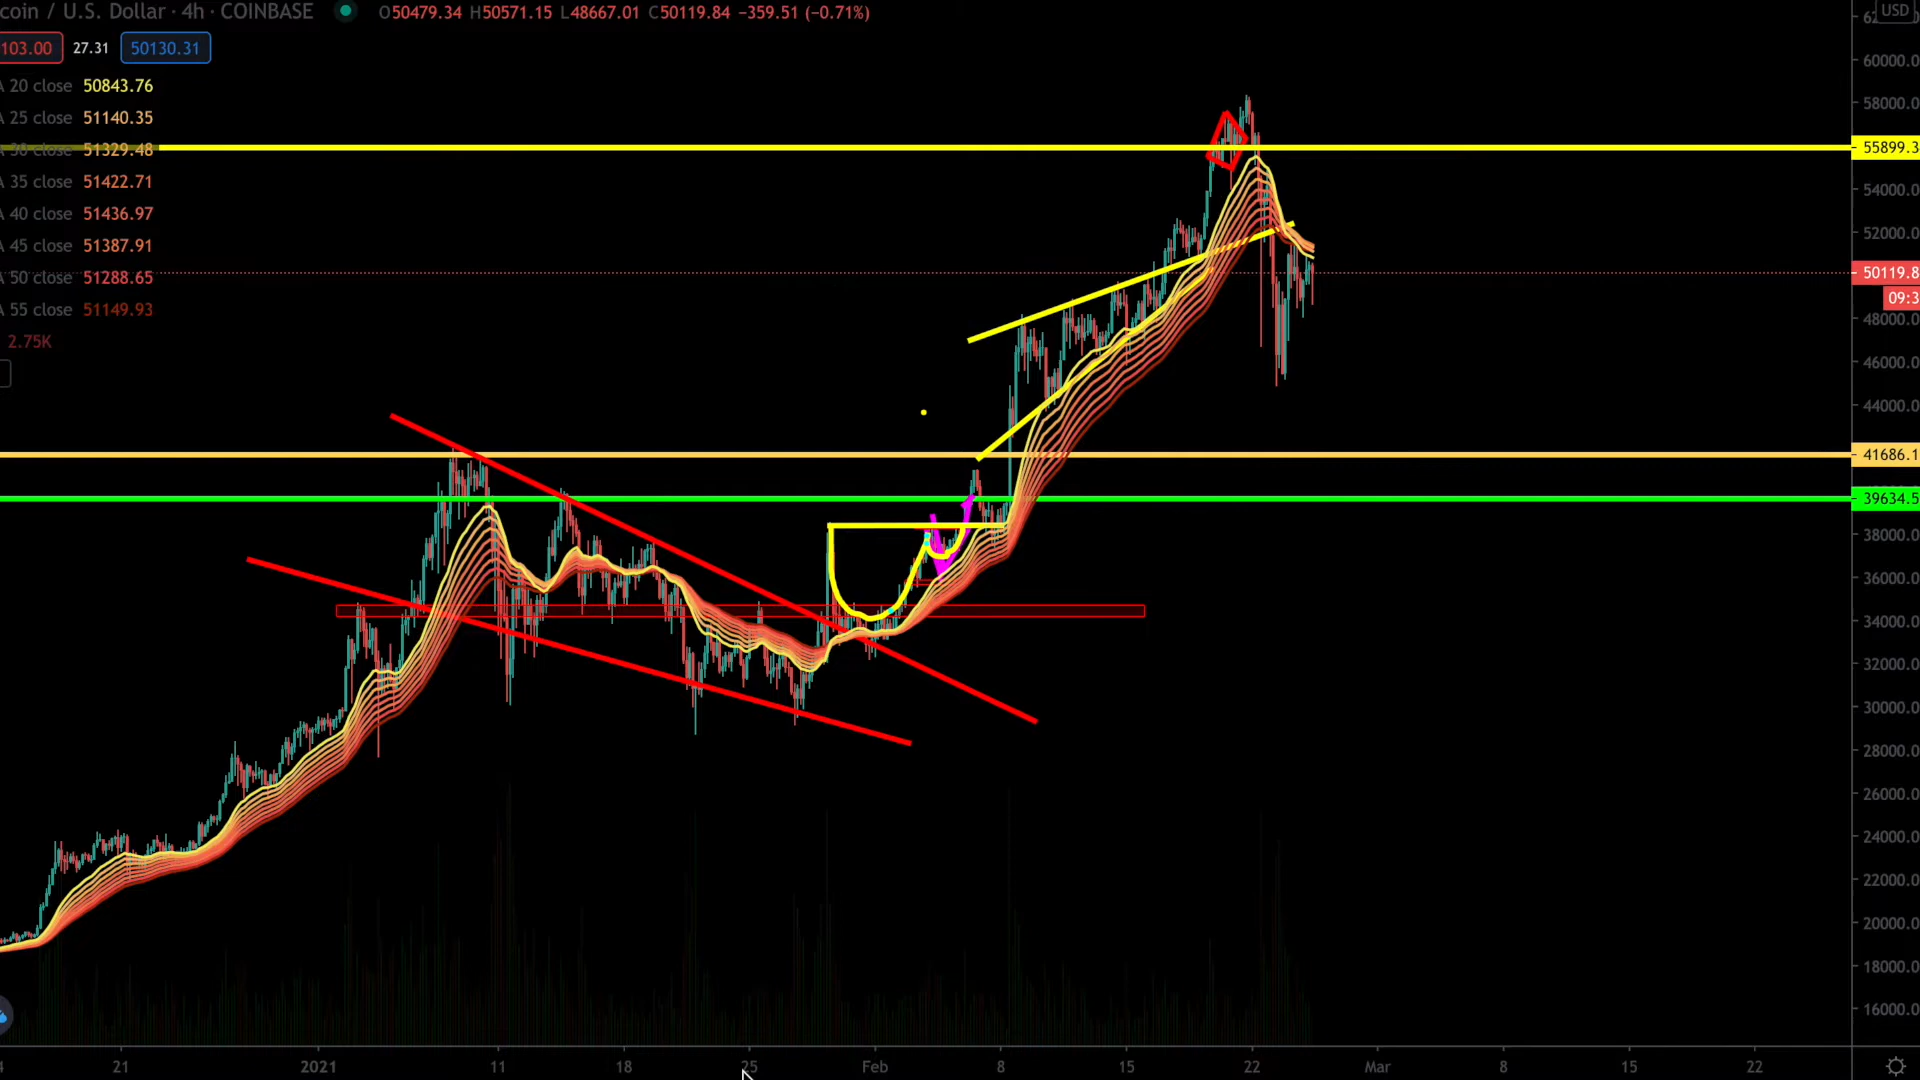 coin / U.S. Dollar · 4h · COINBASE O50479.34 H50571.15 L48667.01 C50119.84 −359.51 (−0.71%)
103.00 27.31 50130.31
A 20 close 50843.76
A 25 close 51140.35
A 30 close 51329.48
A 35 close 51422.71
A 40 close 51436.97
A 45 close 51387.91
A 50 close 51288.65
A 55 close 51149.93
2.75K
USD
60000.0
58000.0
55899.3
54000.0
52000.0
50119.8
09:3
48000.0
46000.0
44000.0
41686.1
39634.5
38000.0
36000.0
34000.0
32000.0
30000.0
28000.0
26000.0
24000.0
22000.0
20000.0
18000.0
16000.0
21 2021 11 18 25 Feb 8 15 22 Mar 8 15 22